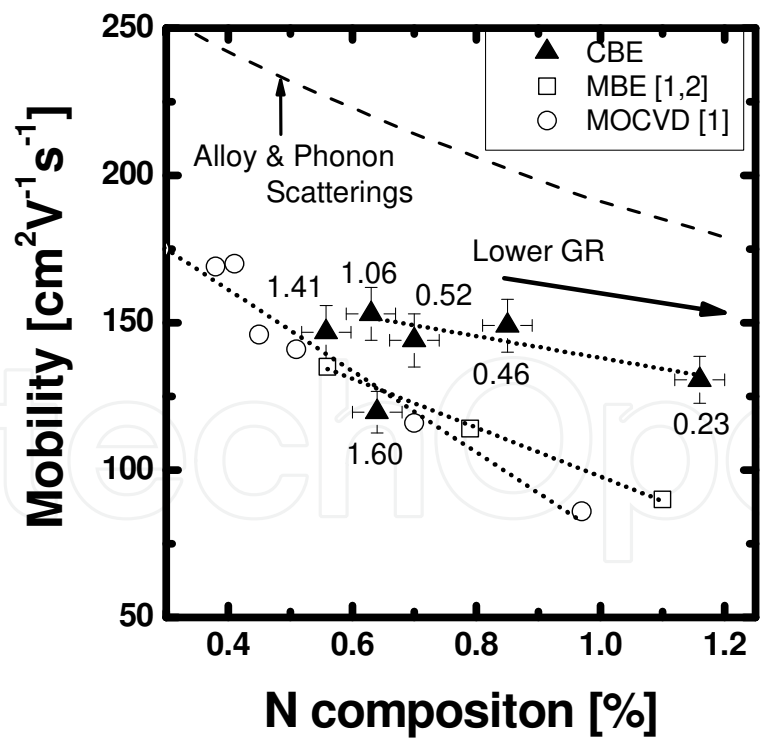 250
200
150
100
50
Mobility [cm²V⁻¹s⁻¹]
CBE
MBE [1,2]
MOCVD [1]
Alloy & Phonon
Scatterings
Lower GR
1.41
1.06
0.52
0.46
0.23
1.60
0.4
0.6
0.8
1.0
1.2
N compositon [%]